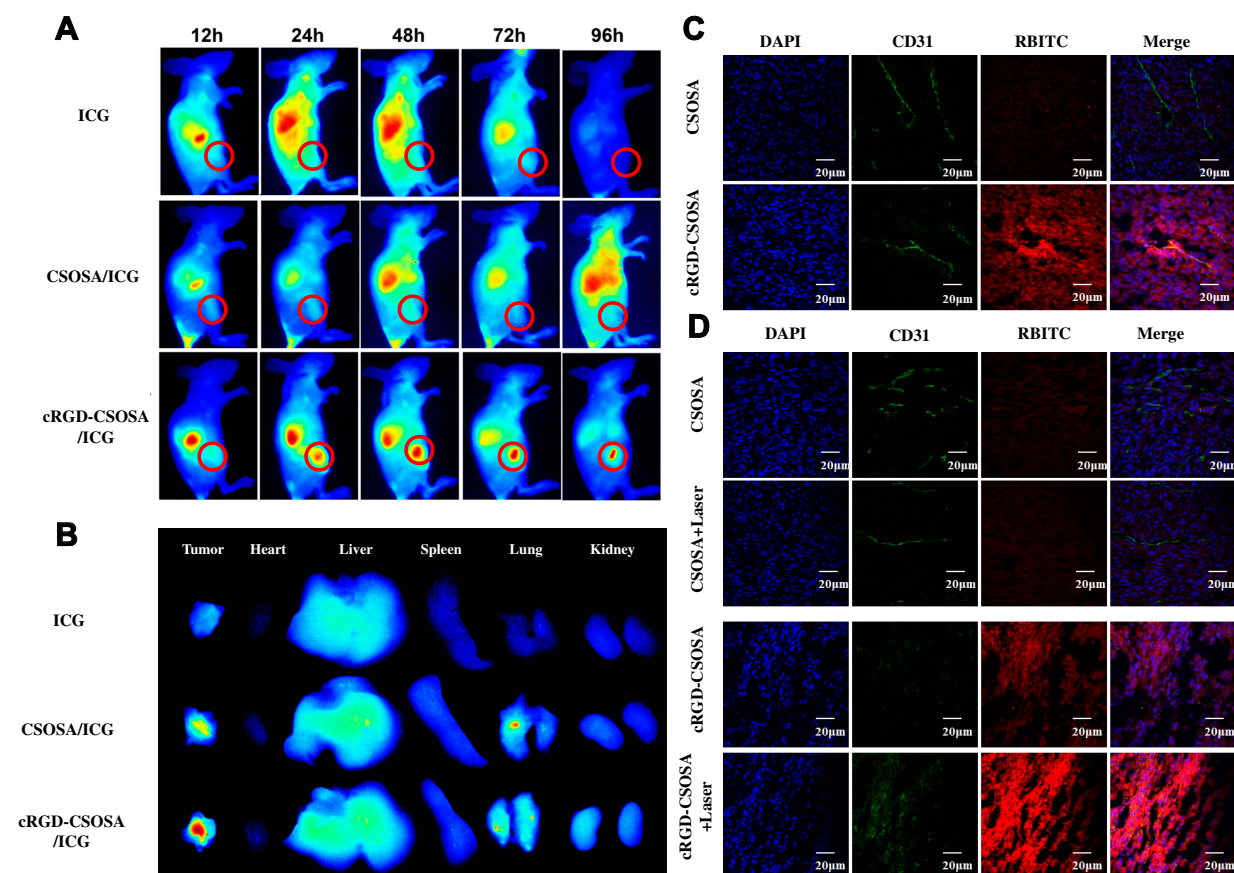 A
12h 24h 48h 72h 96h
ICG
CSOSA/ICG
cRGD-CSOSA
/ICG
B
Tumor Heart Liver Spleen Lung Kidney
ICG
CSOSA/ICG
cRGD-CSOSA
/ICG
C
DAPI CD31 RBITC Merge
CSOSA
20μm 20μm 20μm 20μm
cRGD-CSOSA
20μm 20μm 20μm 20μm
D
DAPI CD31 RBITC Merge
CSOSA
20μm 20μm 20μm 20μm
CSOSA+Laser
20μm 20μm 20μm 20μm
cRGD-CSOSA
20μm 20μm 20μm 20μm
cRGD-CSOSA
+Laser
20μm 20μm 20μm 20μm